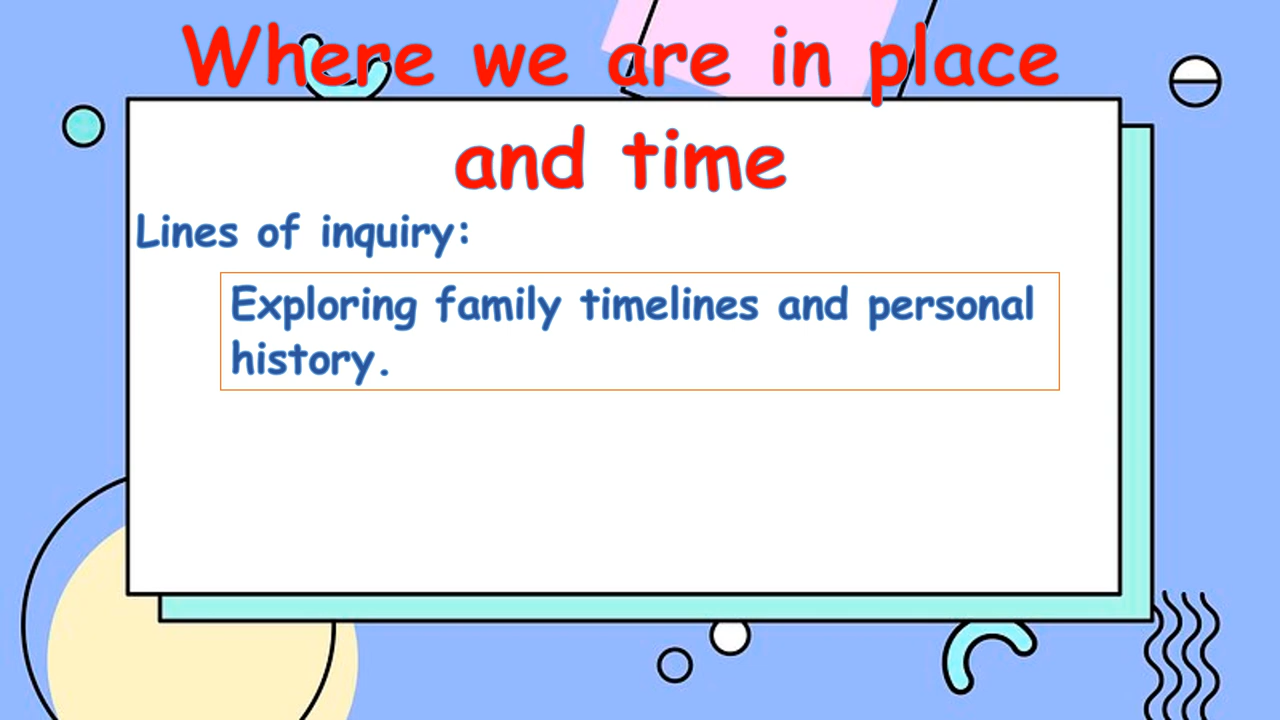 Where we are in place
and time
Lines of inquiry:
Exploring family timelines and personal
history.